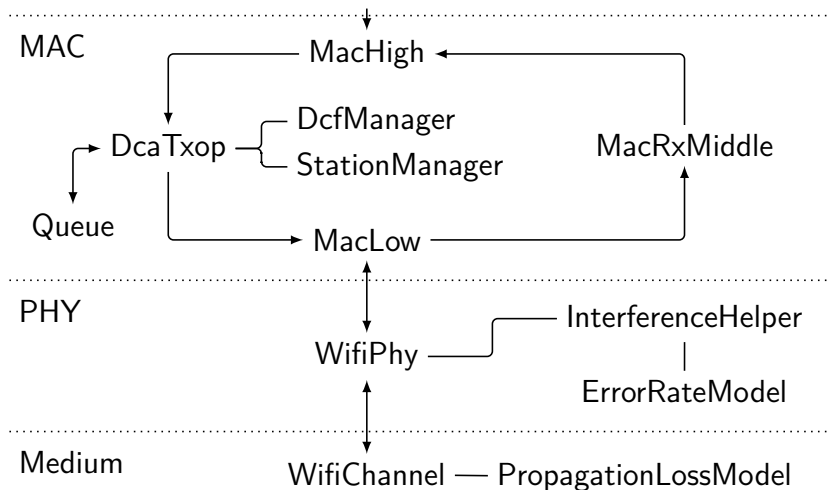 MAC
MacHigh
DcfManager
DcaTxop
MacRxMiddle
StationManager
Queue
MacLow
PHY
InterferenceHelper
WifiPhy
ErrorRateModel
Medium
WifiChannel
PropagationLossModel